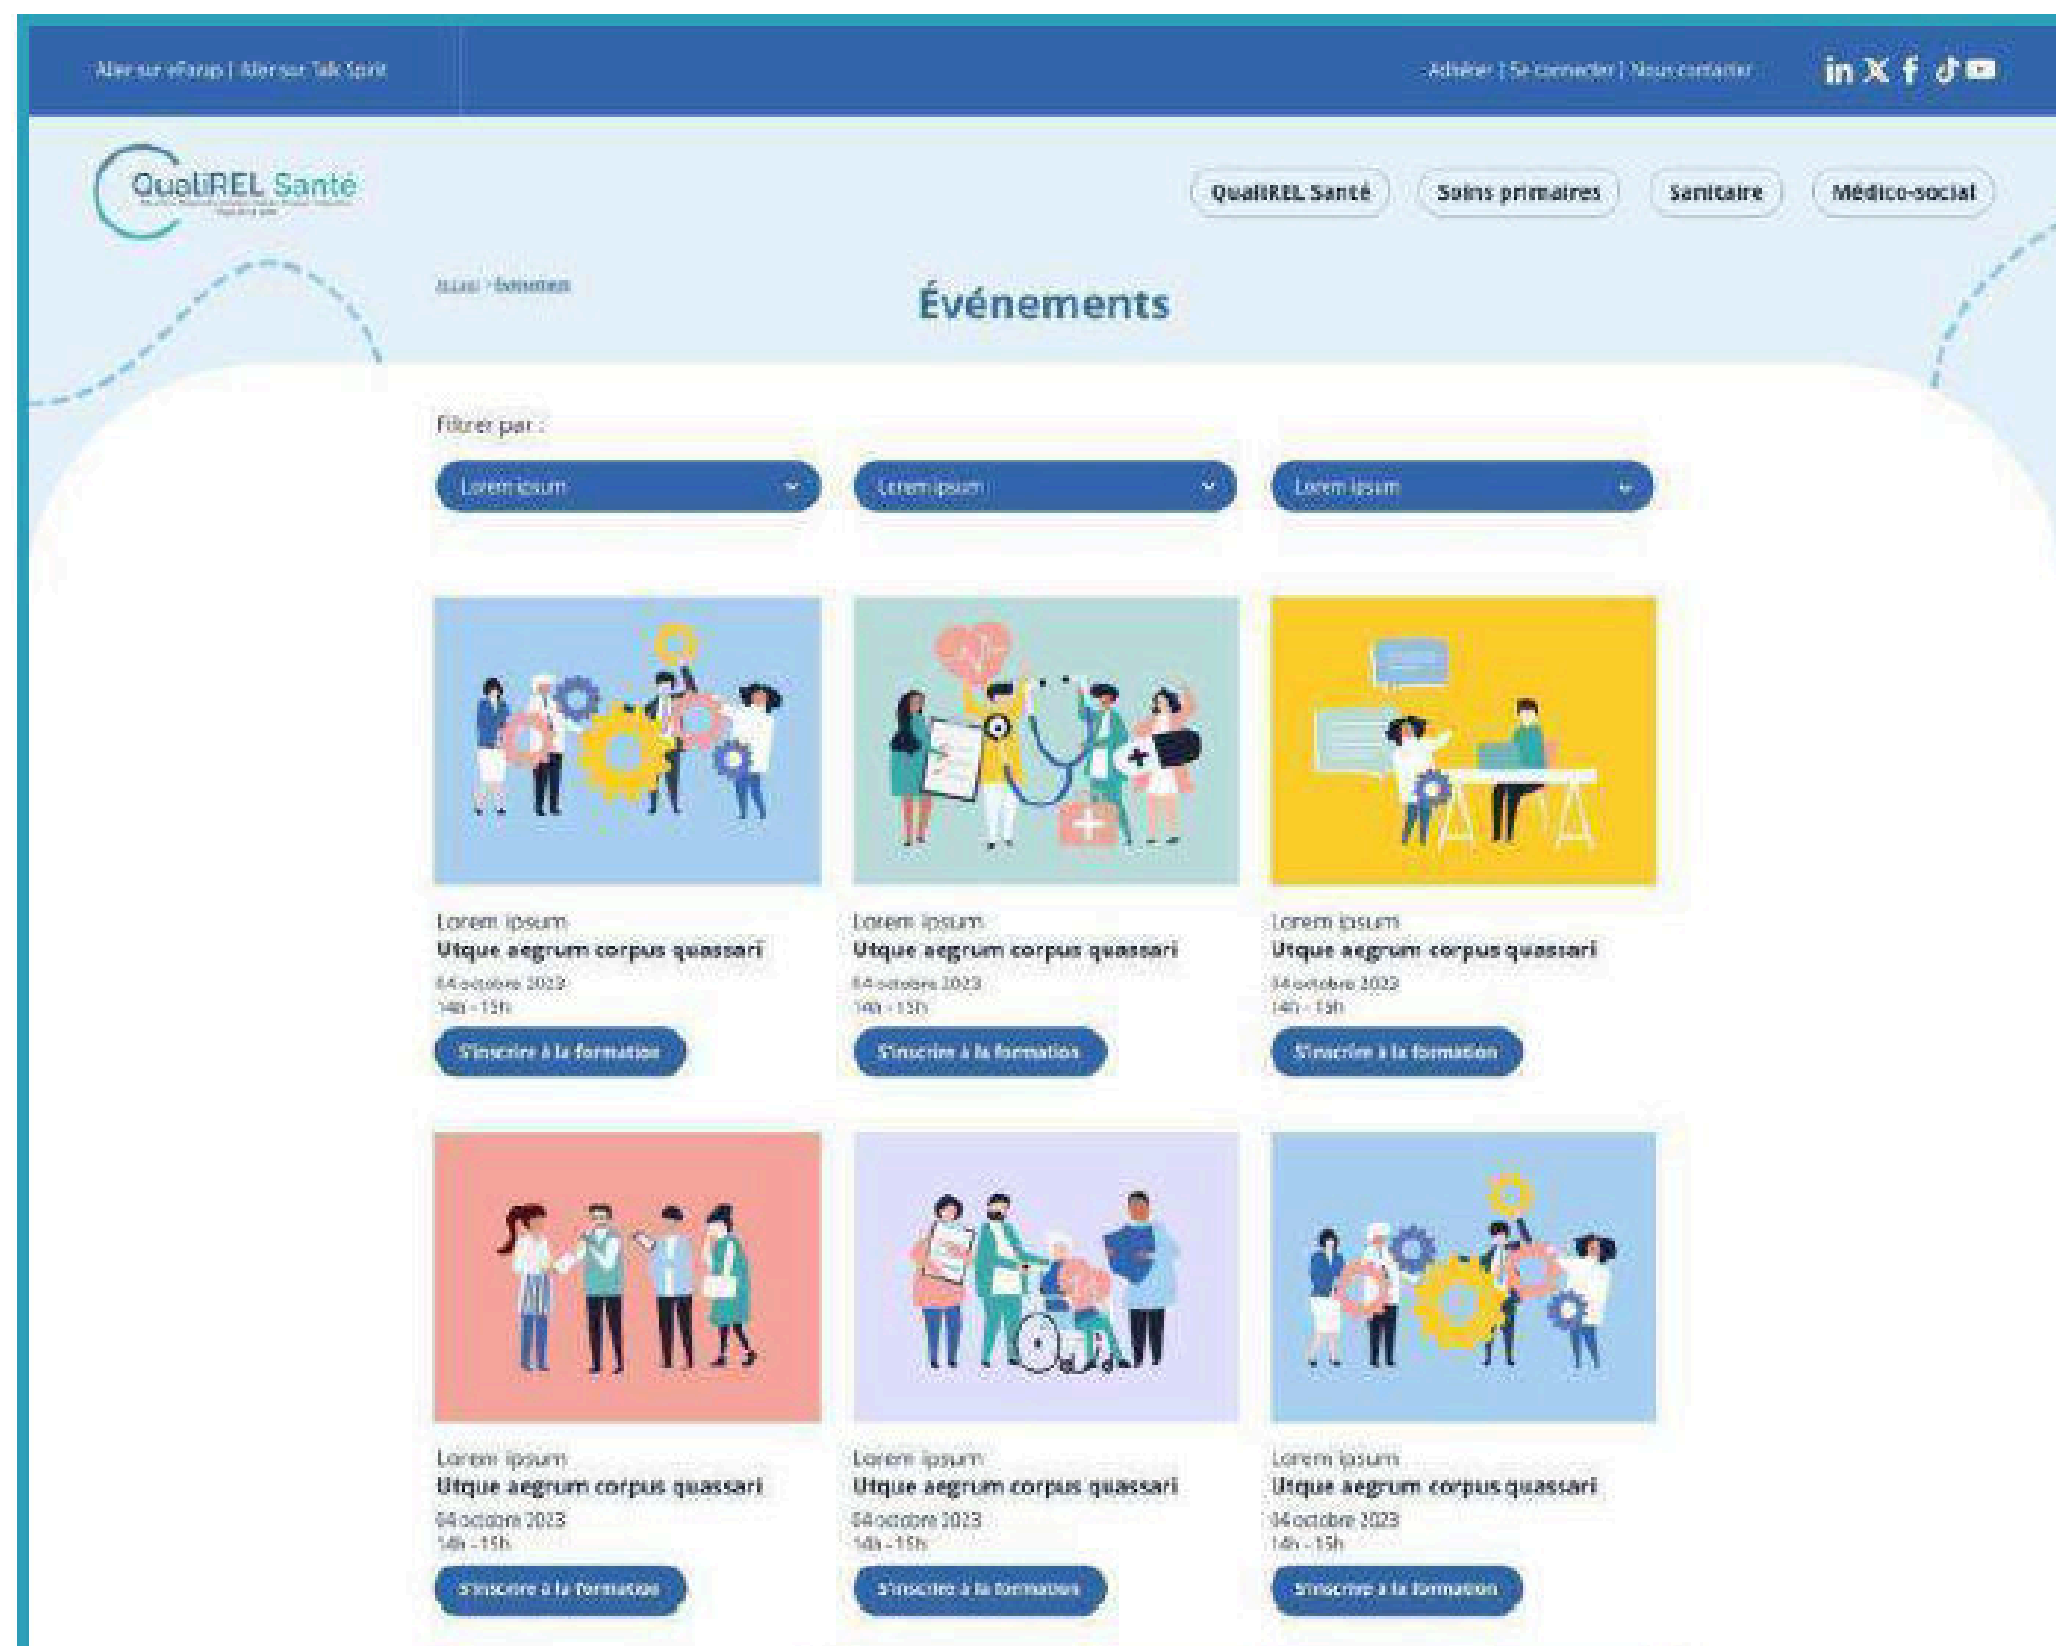 Aller sur eForap | Aller sur Talk Spirit
Adhérer | Se connecter | Nous contacter
QualiREL Santé
QualiREL Santé
Soins primaires
Sanitaire
Médico-social
Accueil > Événements
Événements
Filtrer par :
Lorem ipsum
Lorem ipsum
Lorem ipsum
Lorem ipsum
Utque aegrum corpus quassari
04 octobre 2023
14h - 15h
S'inscrire à la formation
Lorem ipsum
Utque aegrum corpus quassari
04 octobre 2023
14h - 15h
S'inscrire à la formation
Lorem ipsum
Utque aegrum corpus quassari
04 octobre 2023
14h - 15h
S'inscrire à la formation
Lorem ipsum
Utque aegrum corpus quassari
04 octobre 2023
14h - 15h
S'inscrire à la formation
Lorem ipsum
Utque aegrum corpus quassari
04 octobre 2023
14h - 15h
S'inscrire à la formation
Lorem ipsum
Utque aegrum corpus quassari
04 octobre 2023
14h - 15h
S'inscrire à la formation